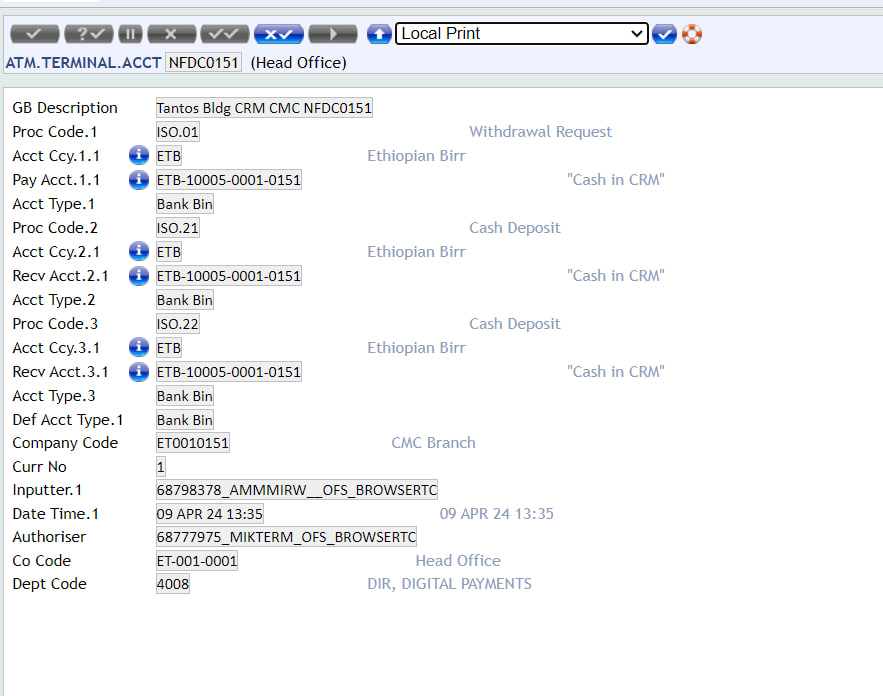 Local Print
ATM.TERMINAL.ACCT NFDC0151 (Head Office)
GB Description Tantos Bldg CRM CMC NFDC0151
Proc Code.1 ISO.01 Withdrawal Request
Acct Ccy.1.1 ETB Ethiopian Birr
Pay Acct.1.1 ETB-10005-0001-0151 "Cash in CRM"
Acct Type.1 Bank Bin
Proc Code.2 ISO.21 Cash Deposit
Acct Ccy.2.1 ETB Ethiopian Birr
Recv Acct.2.1 ETB-10005-0001-0151 "Cash in CRM"
Acct Type.2 Bank Bin
Proc Code.3 ISO.22 Cash Deposit
Acct Ccy.3.1 ETB Ethiopian Birr
Recv Acct.3.1 ETB-10005-0001-0151 "Cash in CRM"
Acct Type.3 Bank Bin
Def Acct Type.1 Bank Bin
Company Code ET0010151 CMC Branch
Curr No 1
Inputter.1 68798378_AMMMIRW__OFS_BROWSERTC
Date Time.1 09 APR 24 13:35 09 APR 24 13:35
Authoriser 68777975_MIKTERM_OFS_BROWSERTC
Co Code ET-001-0001 Head Office
Dept Code 4008 DIR, DIGITAL PAYMENTS